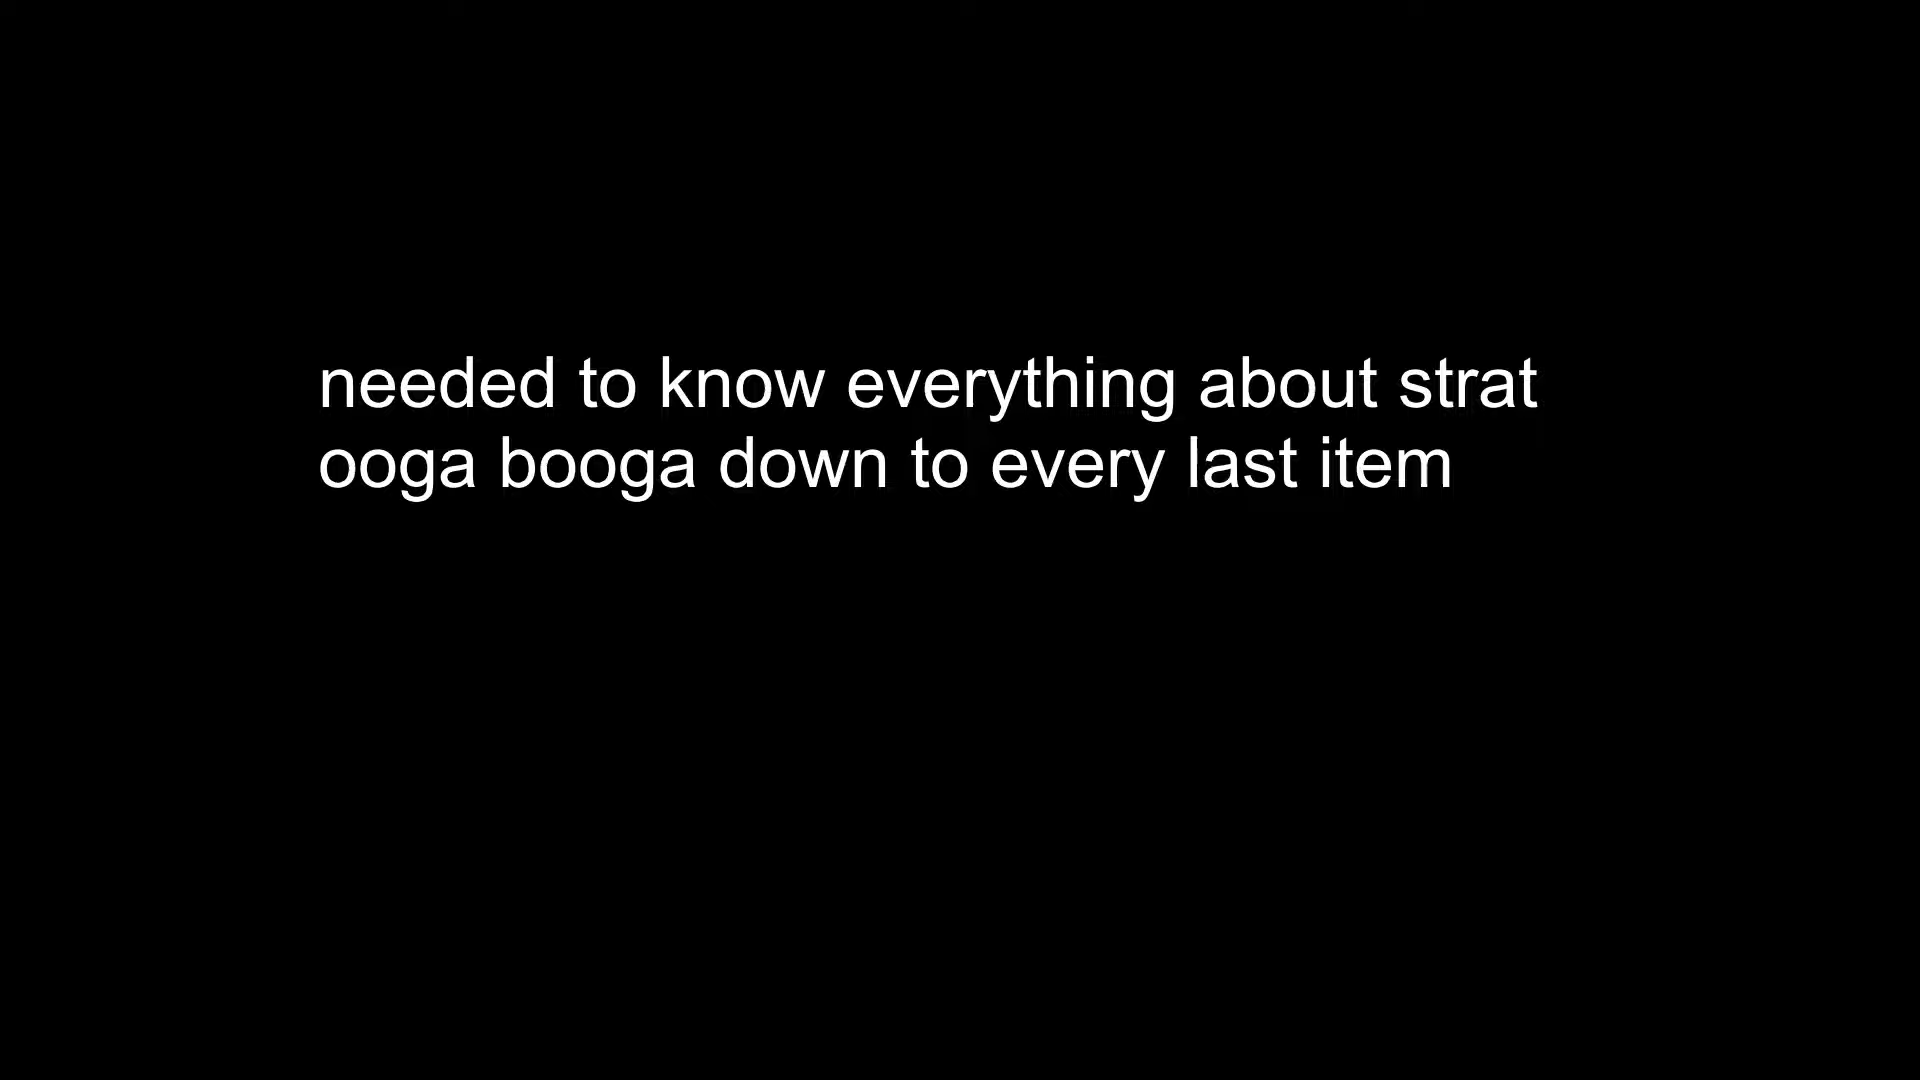 needed to know everything about strat
ooga booga down to every last item